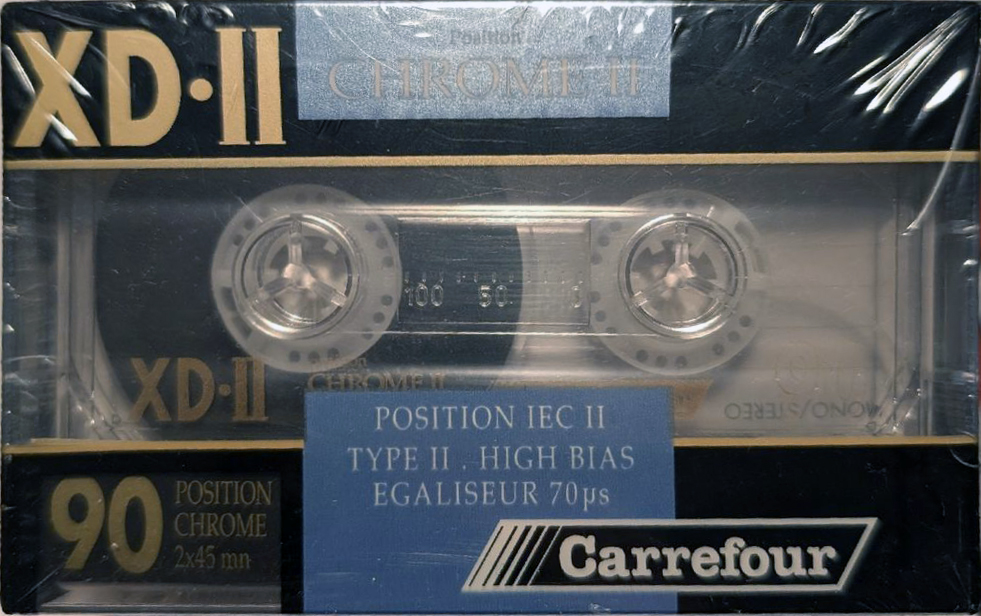 XD·II
Position
CHROME II
100 50 0
XD·II
CHROME II
MONO/STEREO
POSITION IEC II
TYPE II . HIGH BIAS
EGALISEUR 70µs
90
POSITION
CHROME
2x45 mn
Carrefour